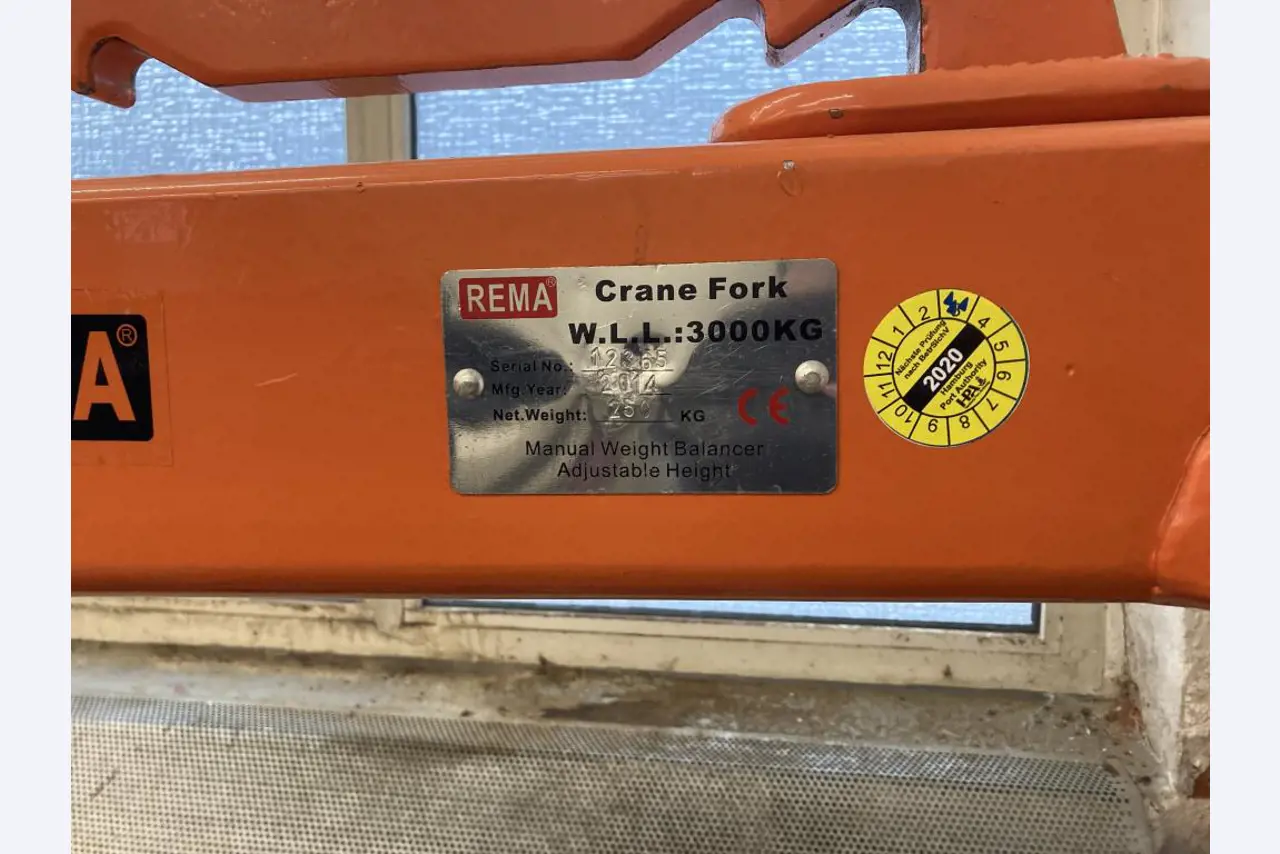 REMA®
Crane Fork
W.L.L.:3000KG
Serial No.: 12365
Mfg.Year: 2014
Net.Weight: 250 KG
CE
Manual Weight Balancer
Adjustable Height
A®
1 2 4 5 6 7 8 9 10 11 12
Nächste Prüfung
nach BetrSichV
2020
Hamburg
Port Authority
HPA